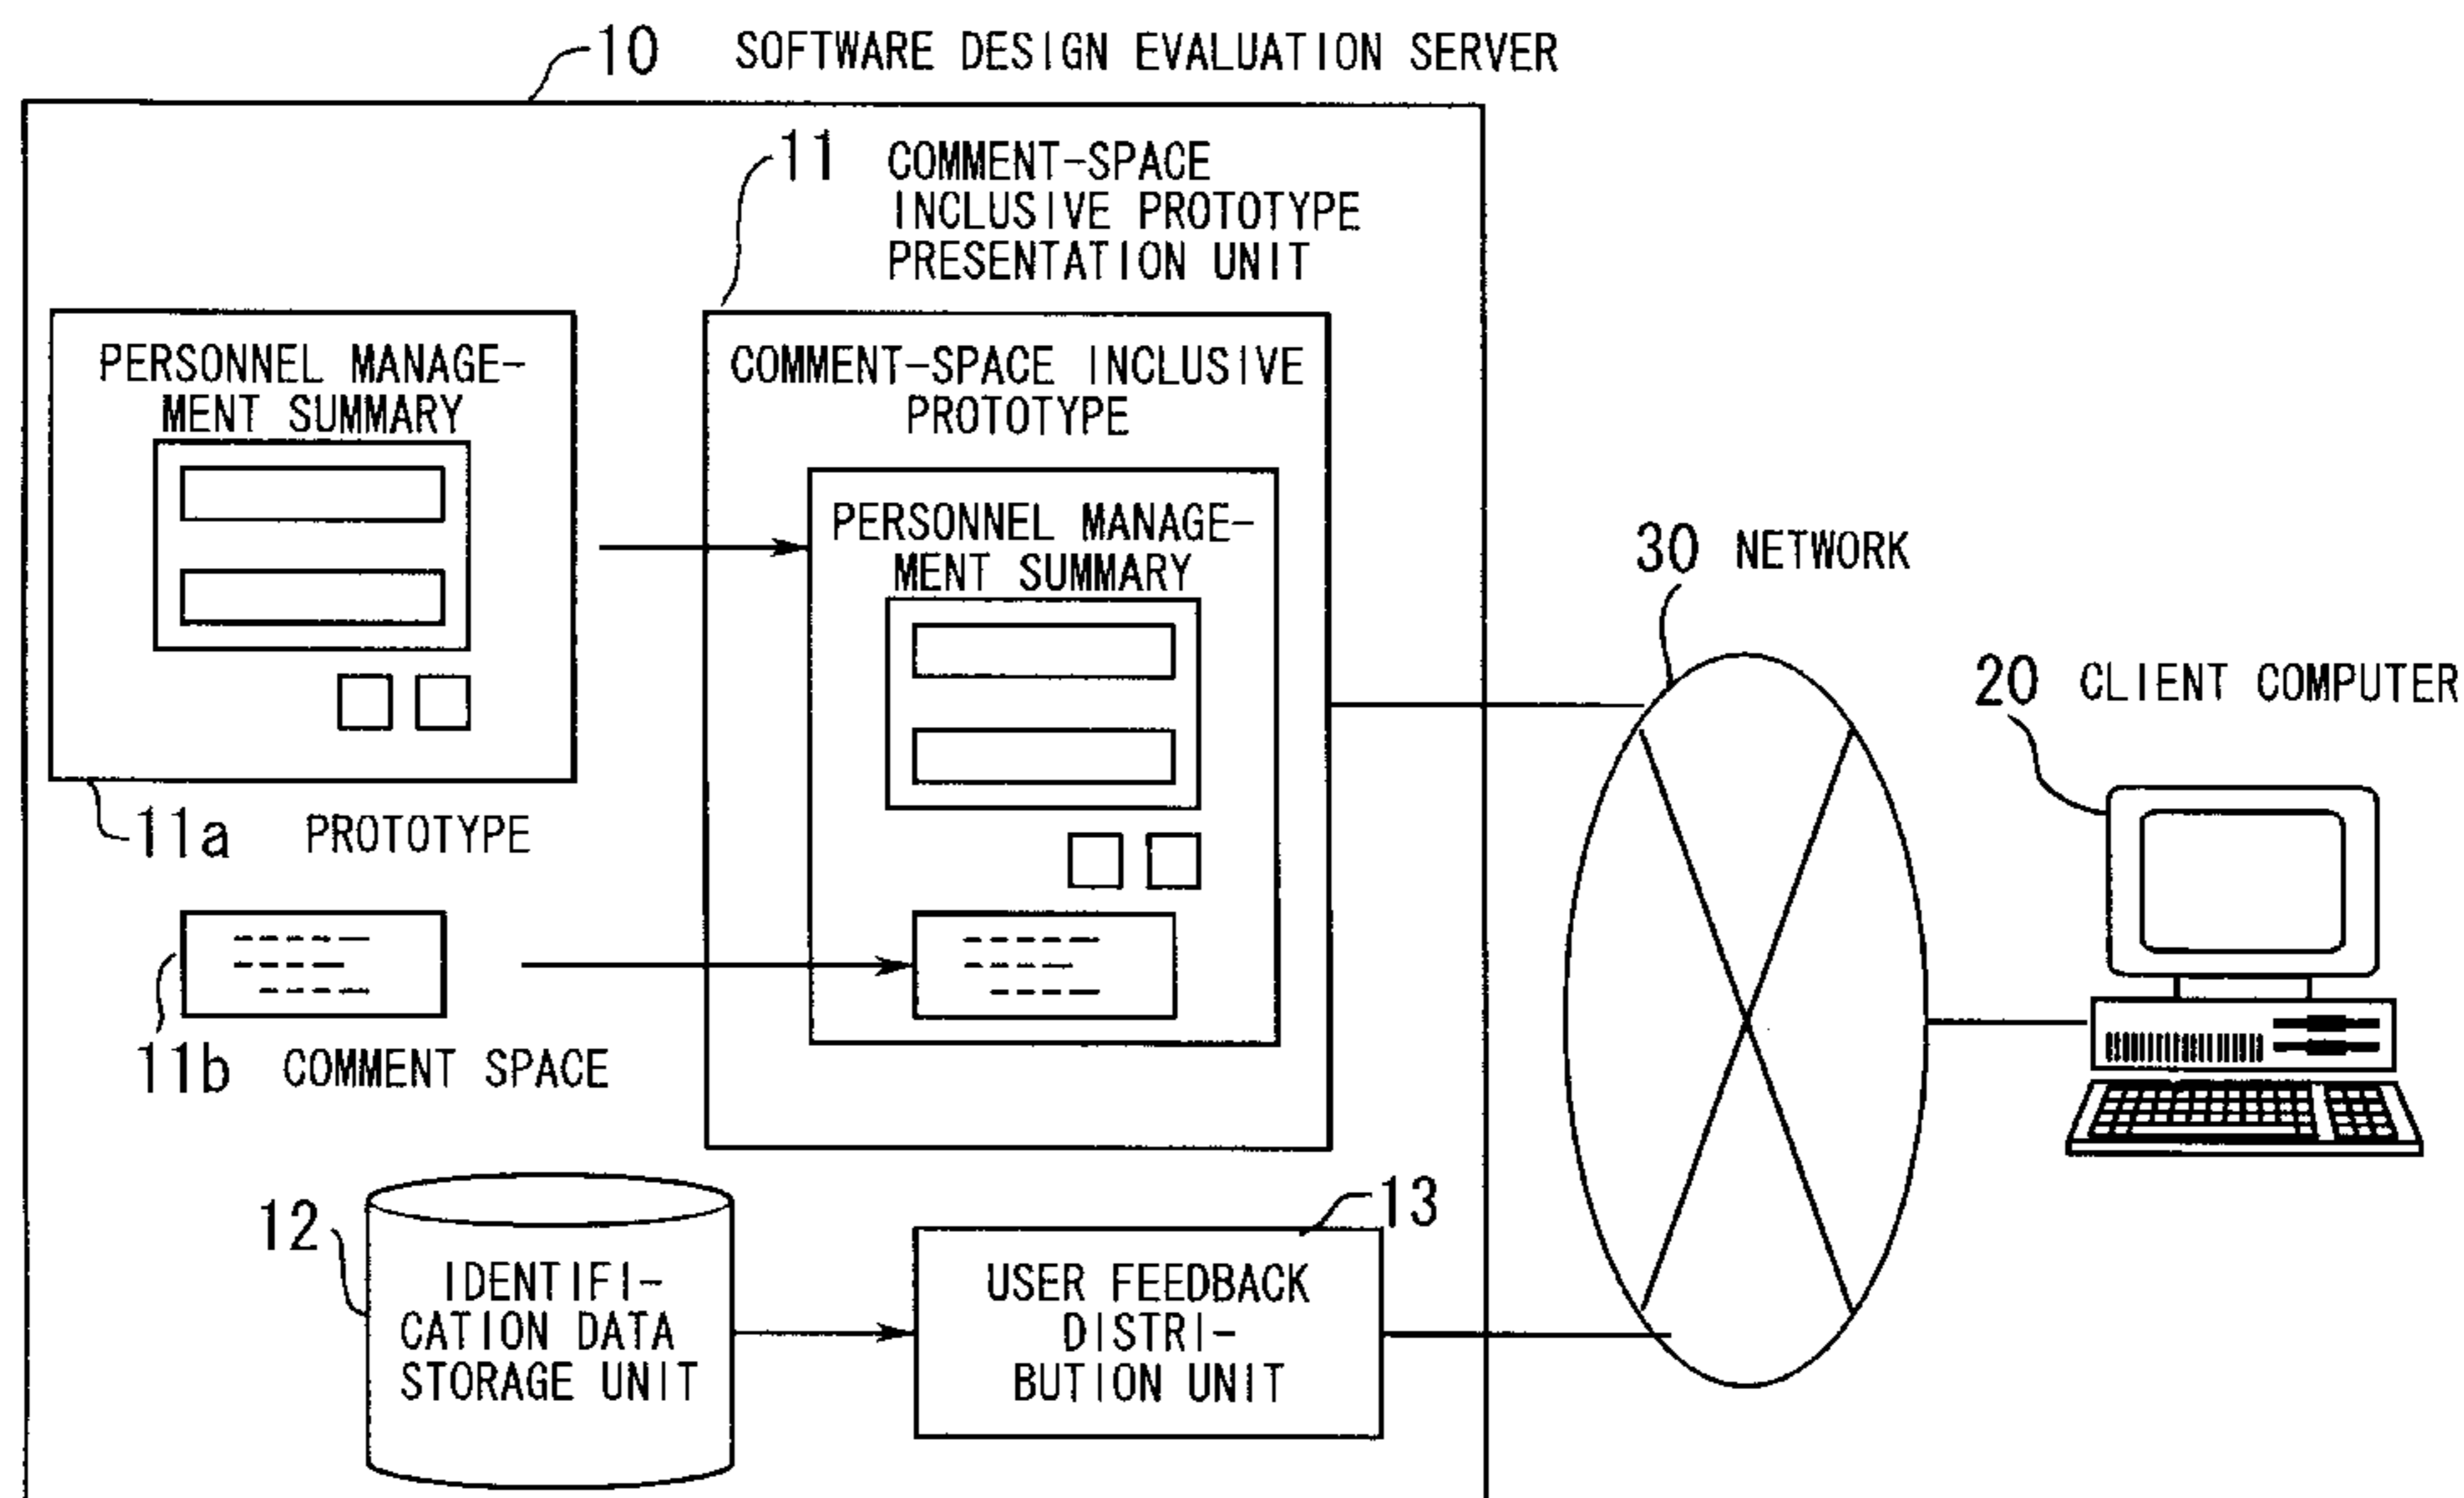 10 SOFTWARE DESIGN EVALUATION SERVER
11 COMMENT-SPACE
INCLUSIVE PROTOTYPE
PRESENTATION UNIT
PERSONNEL MANAGE-
MENT SUMMARY
COMMENT-SPACE INCLUSIVE
PROTOTYPE
PERSONNEL MANAGE-
MENT SUMMARY
30 NETWORK
20 CLIENT COMPUTER
11a PROTOTYPE
11b COMMENT SPACE
12
IDENTIFI-
CATION DATA
STORAGE UNIT
13
USER FEEDBACK
DISTRI-
BUTION UNIT